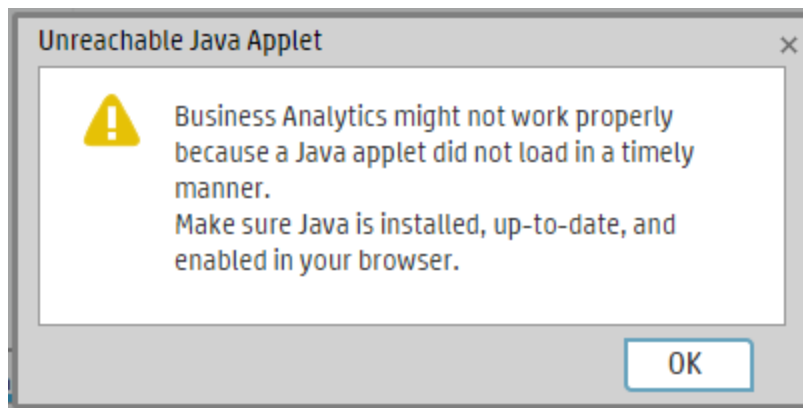 Unreachable Java Applet
Business Analytics might not work properly
because a Java applet did not load in a timely
manner.
Make sure Java is installed, up-to-date, and
enabled in your browser.
OK